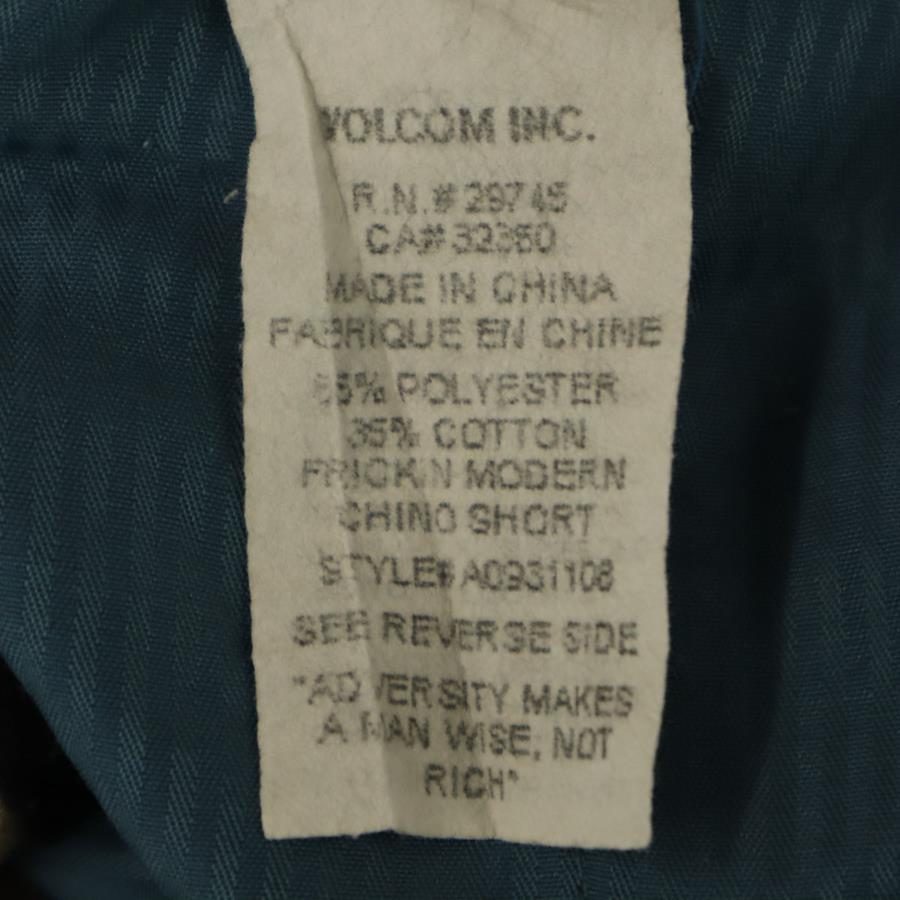 VOLCOM INC.
R.N.# 29745
CA# 32360
MADE IN CHINA
FABRIQUE EN CHINE
65% POLYESTER
35% COTTON
FRICKIN MODERN
CHINO SHORT
STYLE# A0931108
SEE REVERSE SIDE
"ADVERSITY MAKES
A MAN WISE, NOT
RICH"